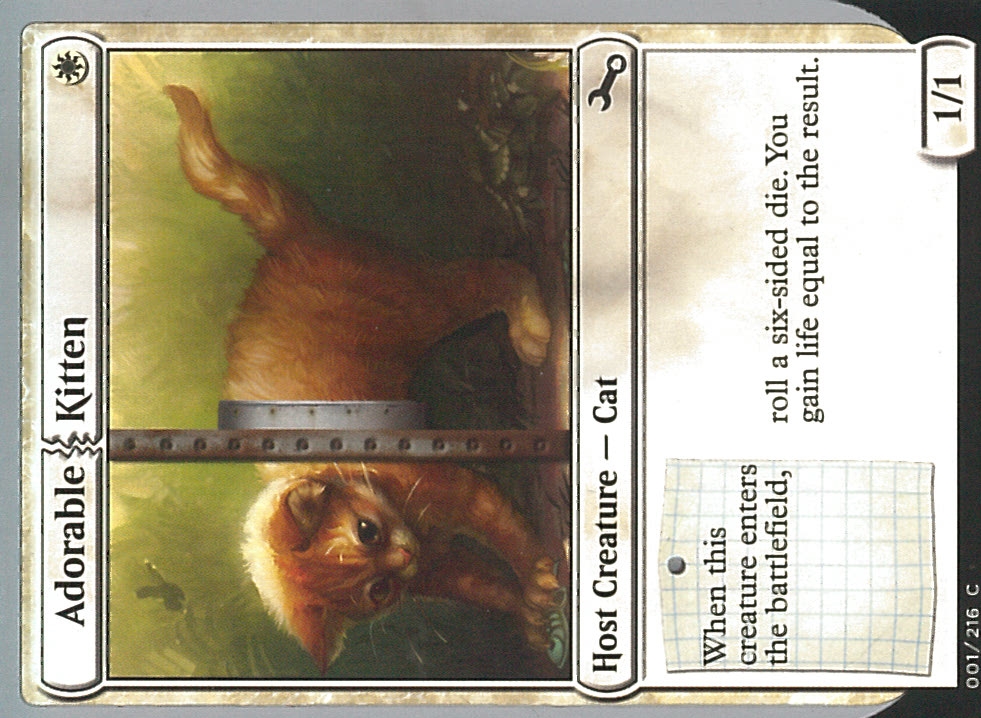 Adorable Kitten
Host Creature — Cat
When this
creature enters
the battlefield,
roll a six-sided die. You
gain life equal to the result.
1/1
001/216 C